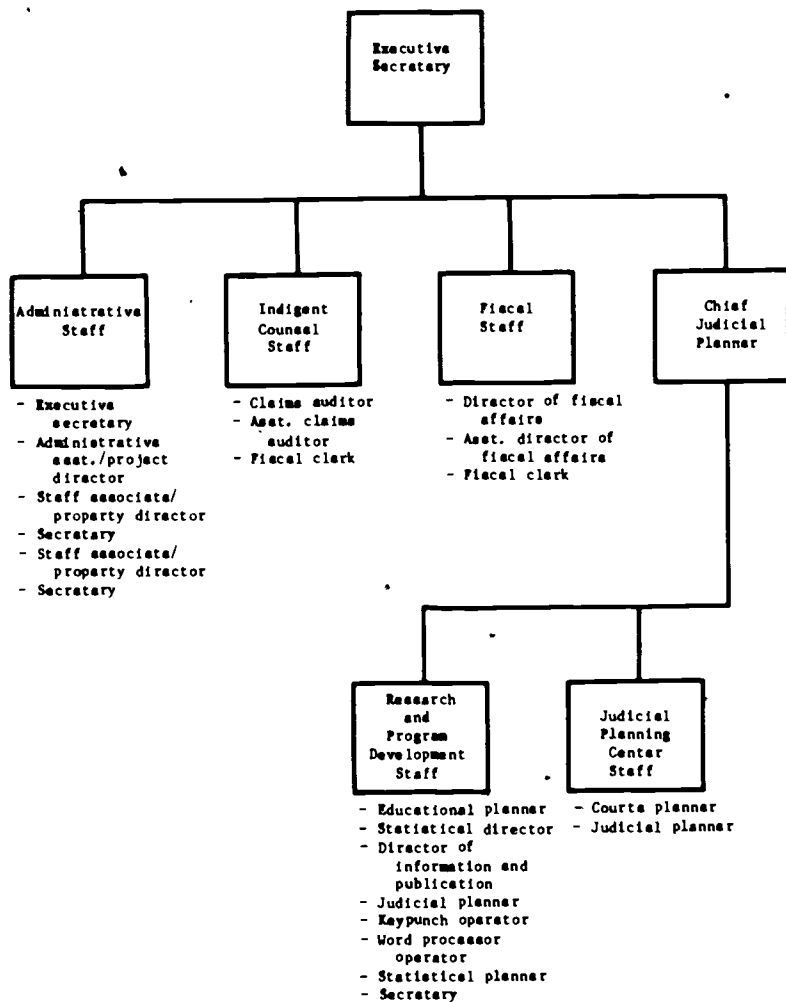 Executive
Secretary
Administrative
Staff
- Executive
secretary
- Administrative
asst./project
director
- Staff associate/
property director
- Secretary
- Staff associate/
property director
- Secretary
Indigent
Counsel
Staff
- Claims auditor
- Asst. claims
auditor
- Fiscal clerk
Fiscal
Staff
- Director of fiscal
affairs
- Asst. director of
fiscal affairs
- Fiscal clerk
Chief
Judicial
Planner
Research
and
Program
Development
Staff
- Educational planner
- Statistical director
- Director of
information and
publication
- Judicial planner
- Keypunch operator
- Word processor
operator
- Statistical planner
- Secretary
Judicial
Planning
Center
Staff
- Courts planner
- Judicial planner